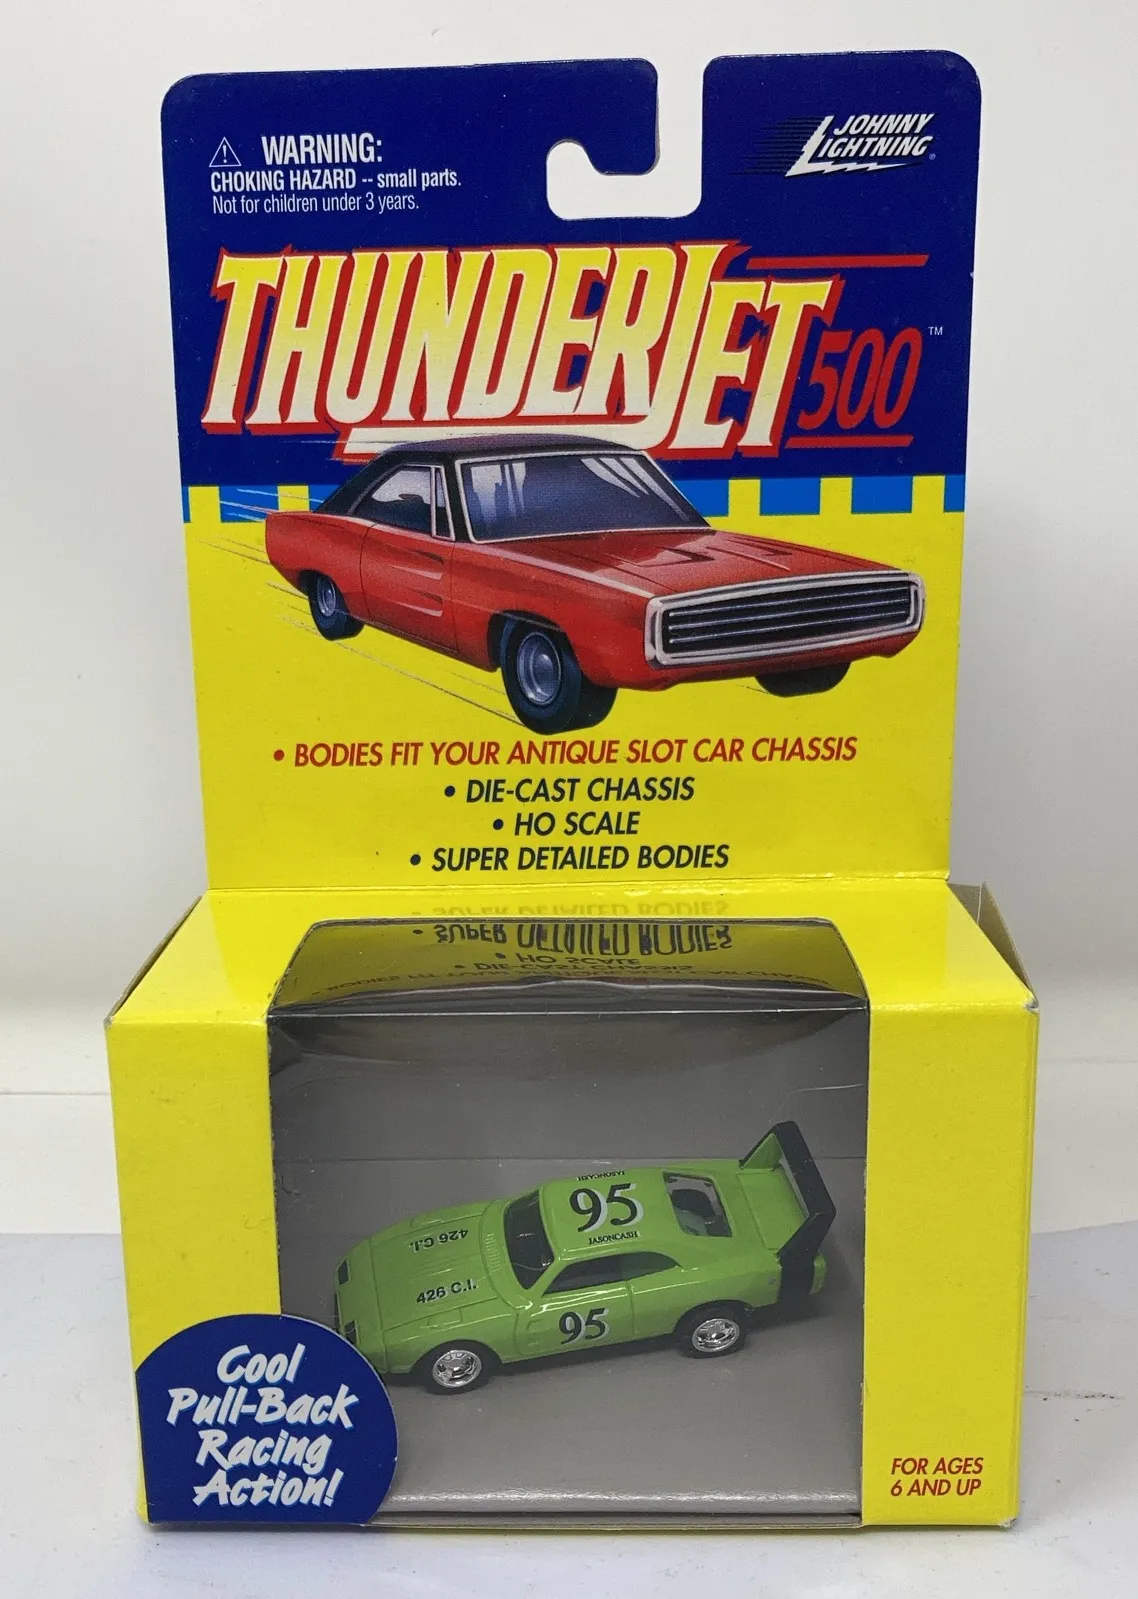 ⚠ WARNING:
CHOKING HAZARD -- small parts.
Not for children under 3 years.
JOHNNY
LIGHTNING®
THUNDERJET 500™
• BODIES FIT YOUR ANTIQUE SLOT CAR CHASSIS
• DIE-CAST CHASSIS
• HO SCALE
• SUPER DETAILED BODIES
JASONCASH
95
JASONCASH
426 C.I.
426 C.I.
95
Cool
Pull-Back
Racing
Action!
FOR AGES
6 AND UP